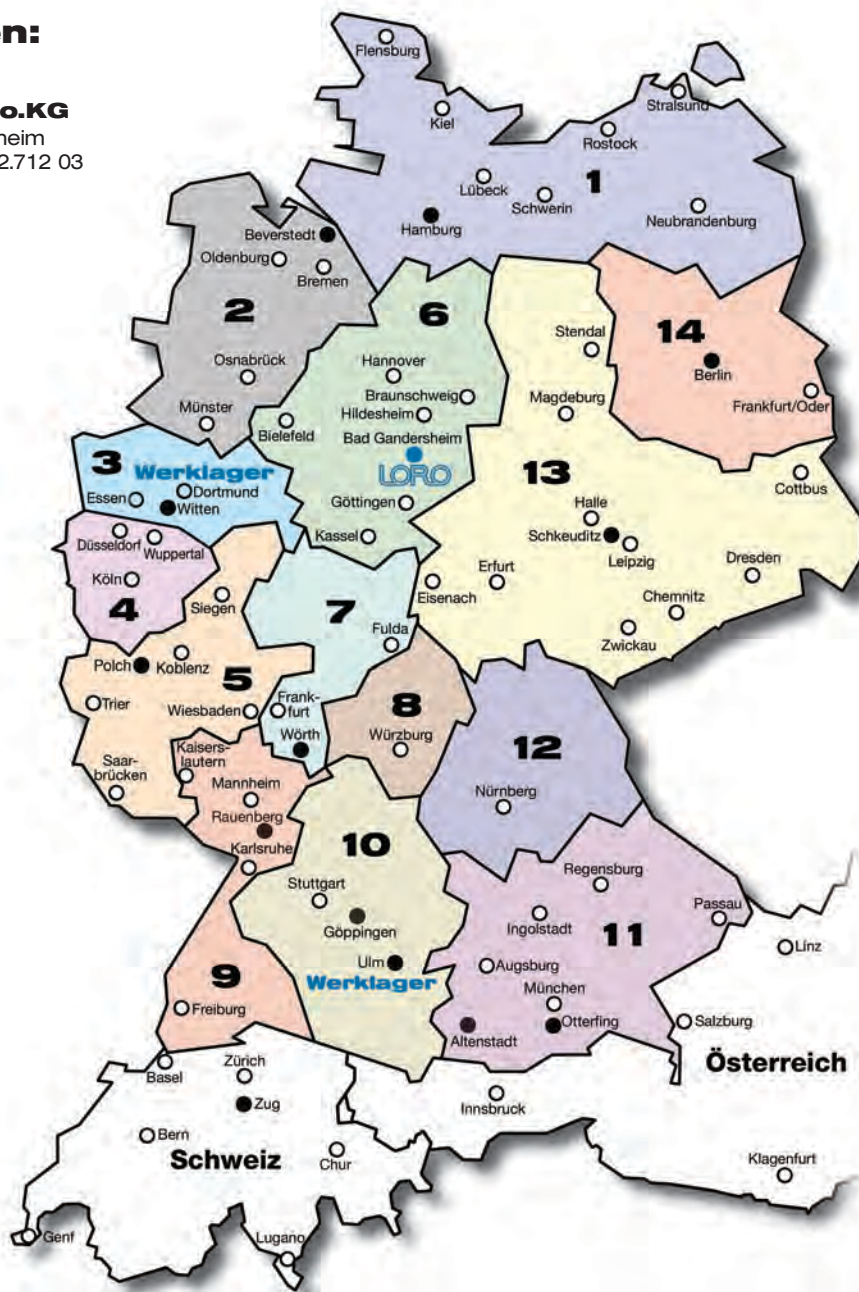 en:
o.KG
heim
2.712 03
Flensburg
Stralsund
Kiel
Rostock
1
Lübeck
Schwerin
Neubrandenburg
Hamburg
Beverstedt
Oldenburg
Bremen
2
6
Stendal
14
Osnabrück
Hannover
Berlin
Braunschweig
Magdeburg
Frankfurt/Oder
Münster
Hildesheim
Bielefeld
Bad Gandersheim
LORO
3
Werklager
13
Cottbus
Essen
Dortmund
Witten
Göttingen
Halle
Schkeuditz
Leipzig
Düsseldorf
Wuppertal
Kassel
Köln
Erfurt
Dresden
Eisenach
4
Siegen
7
Chemnitz
Fulda
Zwickau
Polch
Koblenz
5
Trier
Wiesbaden
Frank-
furt
8
Wörth
Würzburg
12
Saar-
brücken
Kaisers-
lautern
Mannheim
Nürnberg
Rauenberg
Karlsruhe
10
Regensburg
Stuttgart
Passau
Göppingen
Ingolstadt
11
Linz
Ulm
Augsburg
9
Werklager
München
Freiburg
Altenstadt
Otterfing
Salzburg
Österreich
Basel
Zürich
Innsbruck
Zug
Bern
Schweiz
Chur
Klagenfurt
Genf
Lugano